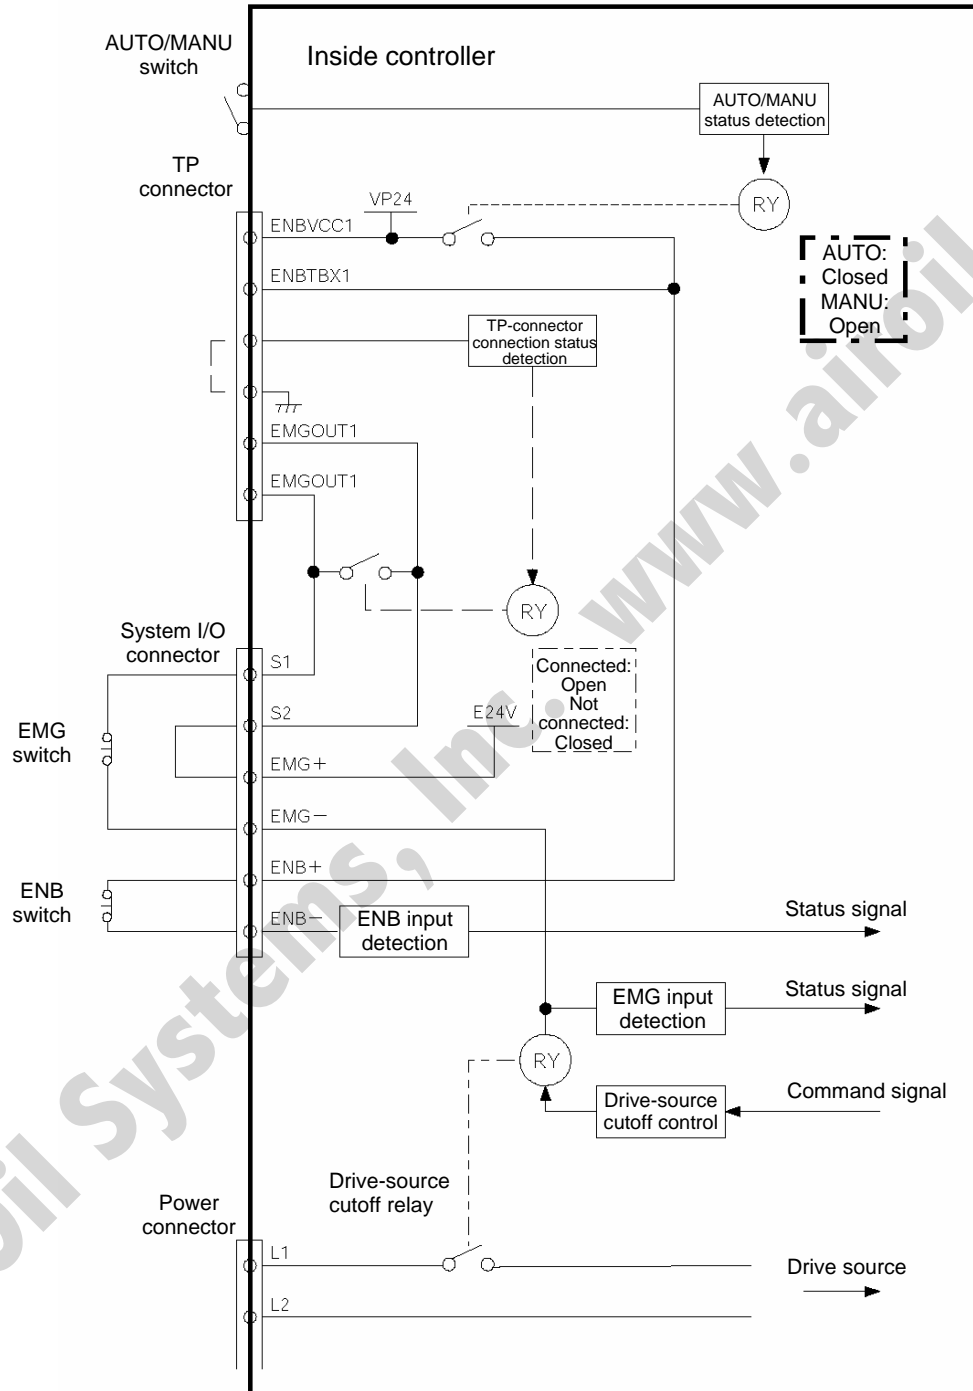 AUTO/MANU
switch
Inside controller
AUTO/MANU
status detection
TP
connector
VP24
RY
ENBVCC1
AUTO:
Closed
MANU:
Open
ENBTBX1
TP-connector
connection status
detection
EMGOUT1
EMGOUT1
RY
System I/O
connector
S1
Connected:
Open
Not
connected:
Closed
S2
E24V
EMG
switch
EMG+
EMG−
ENB+
ENB
switch
ENB−
ENB input
detection
Status signal
EMG input
detection
Status signal
RY
Drive-source
cutoff control
Command signal
Drive-source
cutoff relay
Power
connector
L1
Drive source
L2
oil Systems, Inc. www.airoil